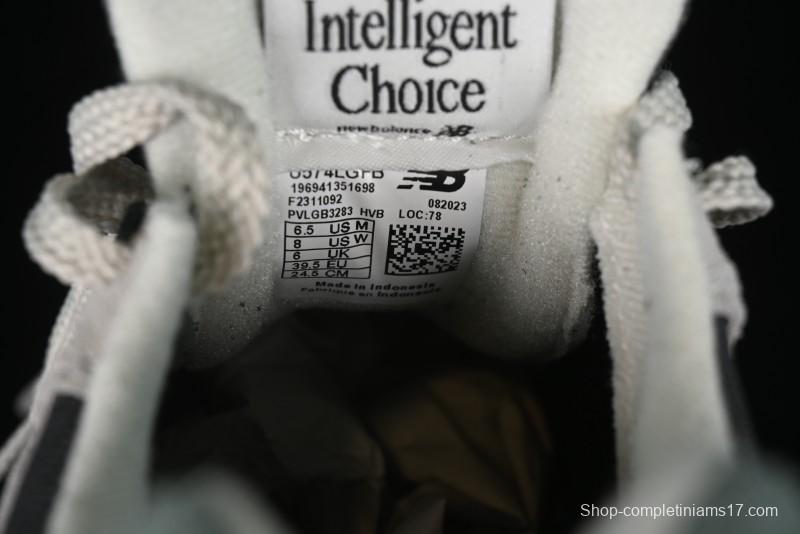 Intelligent
Choice
new balance
U574LGFB
196941351698
F2311092 082023
PVLGB3283 HVB LOC:78
6.5 US M
8 US W
6 UK
39.5 EU
24.5 CM
Made in Indonesia
Fabriqué en Indonésie
Shop-completiniams17.com